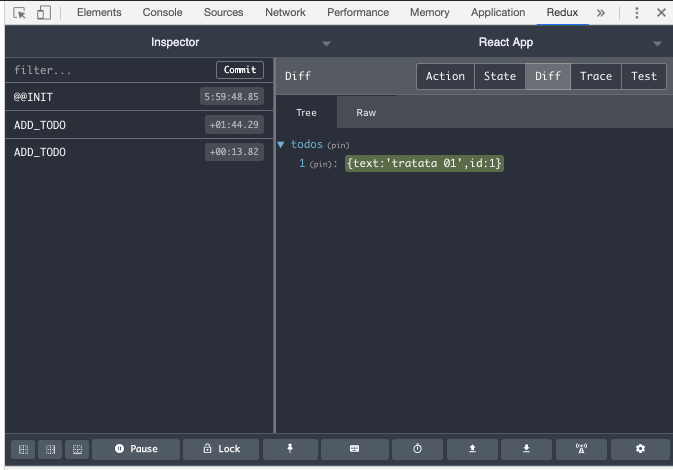 Elements Console Sources Network Performance Memory Application Redux »
Inspector React App
filter... Commit
Diff Action State Diff Trace Test
@@INIT 5:59:48.85
Tree Raw
ADD_TODO +01:44.29
ADD_TODO +00:13.82
todos (pin)
1 (pin): {text:'tratata 01',id:1}
Pause Lock